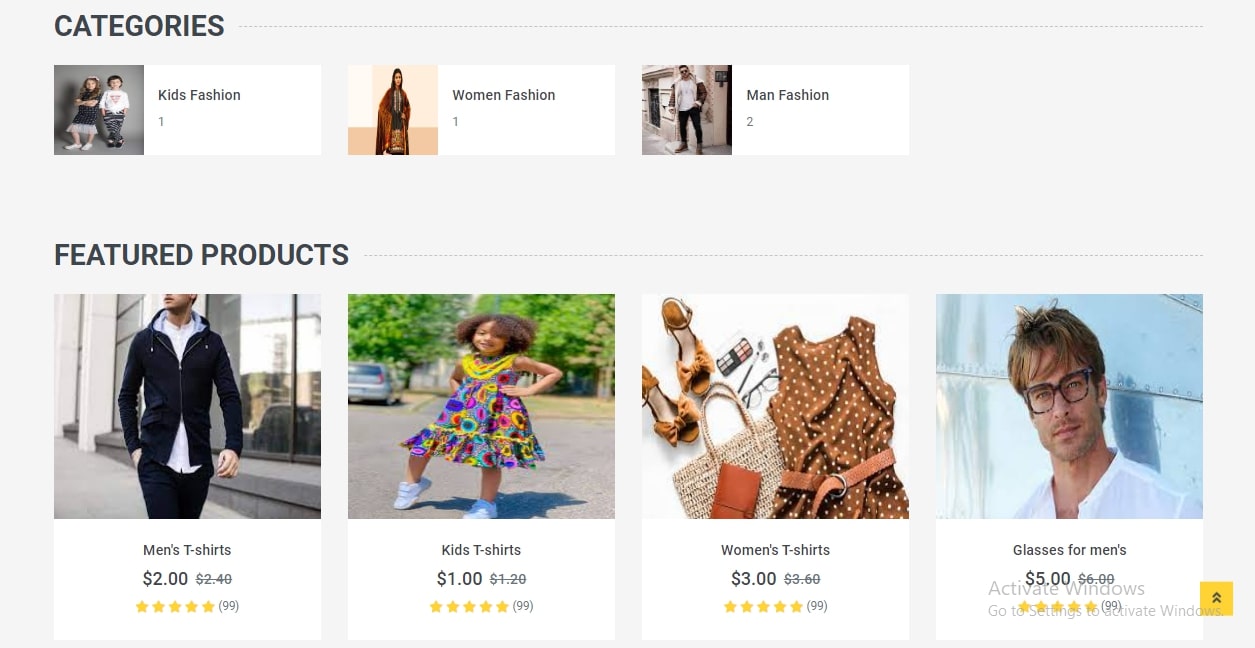 CATEGORIES
Kids Fashion
1
Women Fashion
1
Man Fashion
2
FEATURED PRODUCTS
Men's T-shirts
$2.00 $2.40
(99)
Kids T-shirts
$1.00 $1.20
(99)
Women's T-shirts
$3.00 $3.60
(99)
Glasses for men's
$5.00 $6.00
(99)
Activate Windows
Go to Settings to activate Windows.